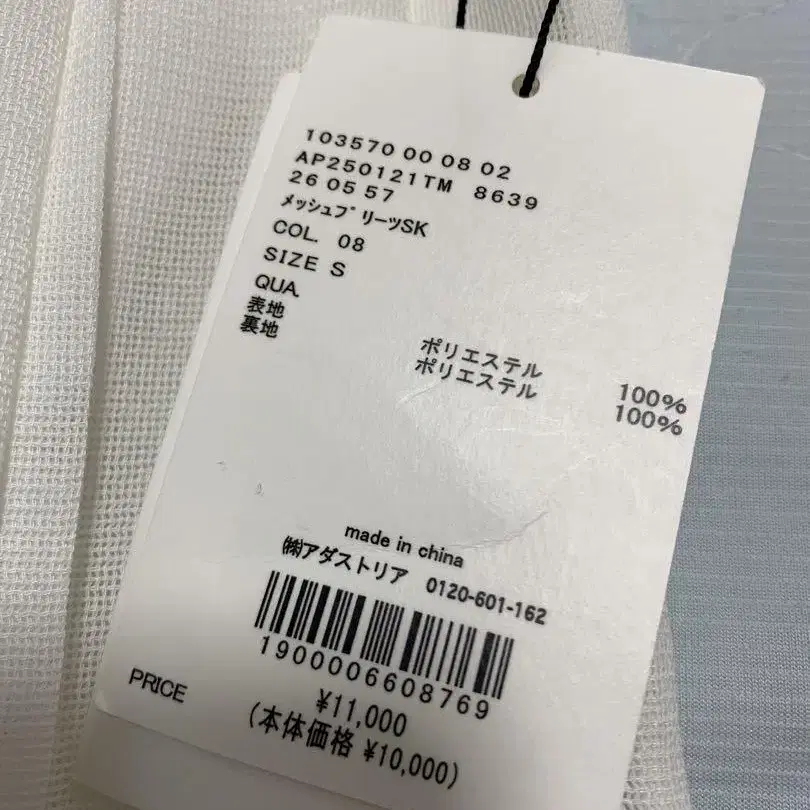 103570 00 08 02
AP250121TM 8639
26 05 57
メッシュプリーツSK
COL. 08
SIZE S
QUA.
表地 ポリエステル 100%
裏地 ポリエステル 100%
made in china
㈱アダストリア 0120-601-162
1900006608769
PRICE ¥11,000
(本体価格 ¥10,000)